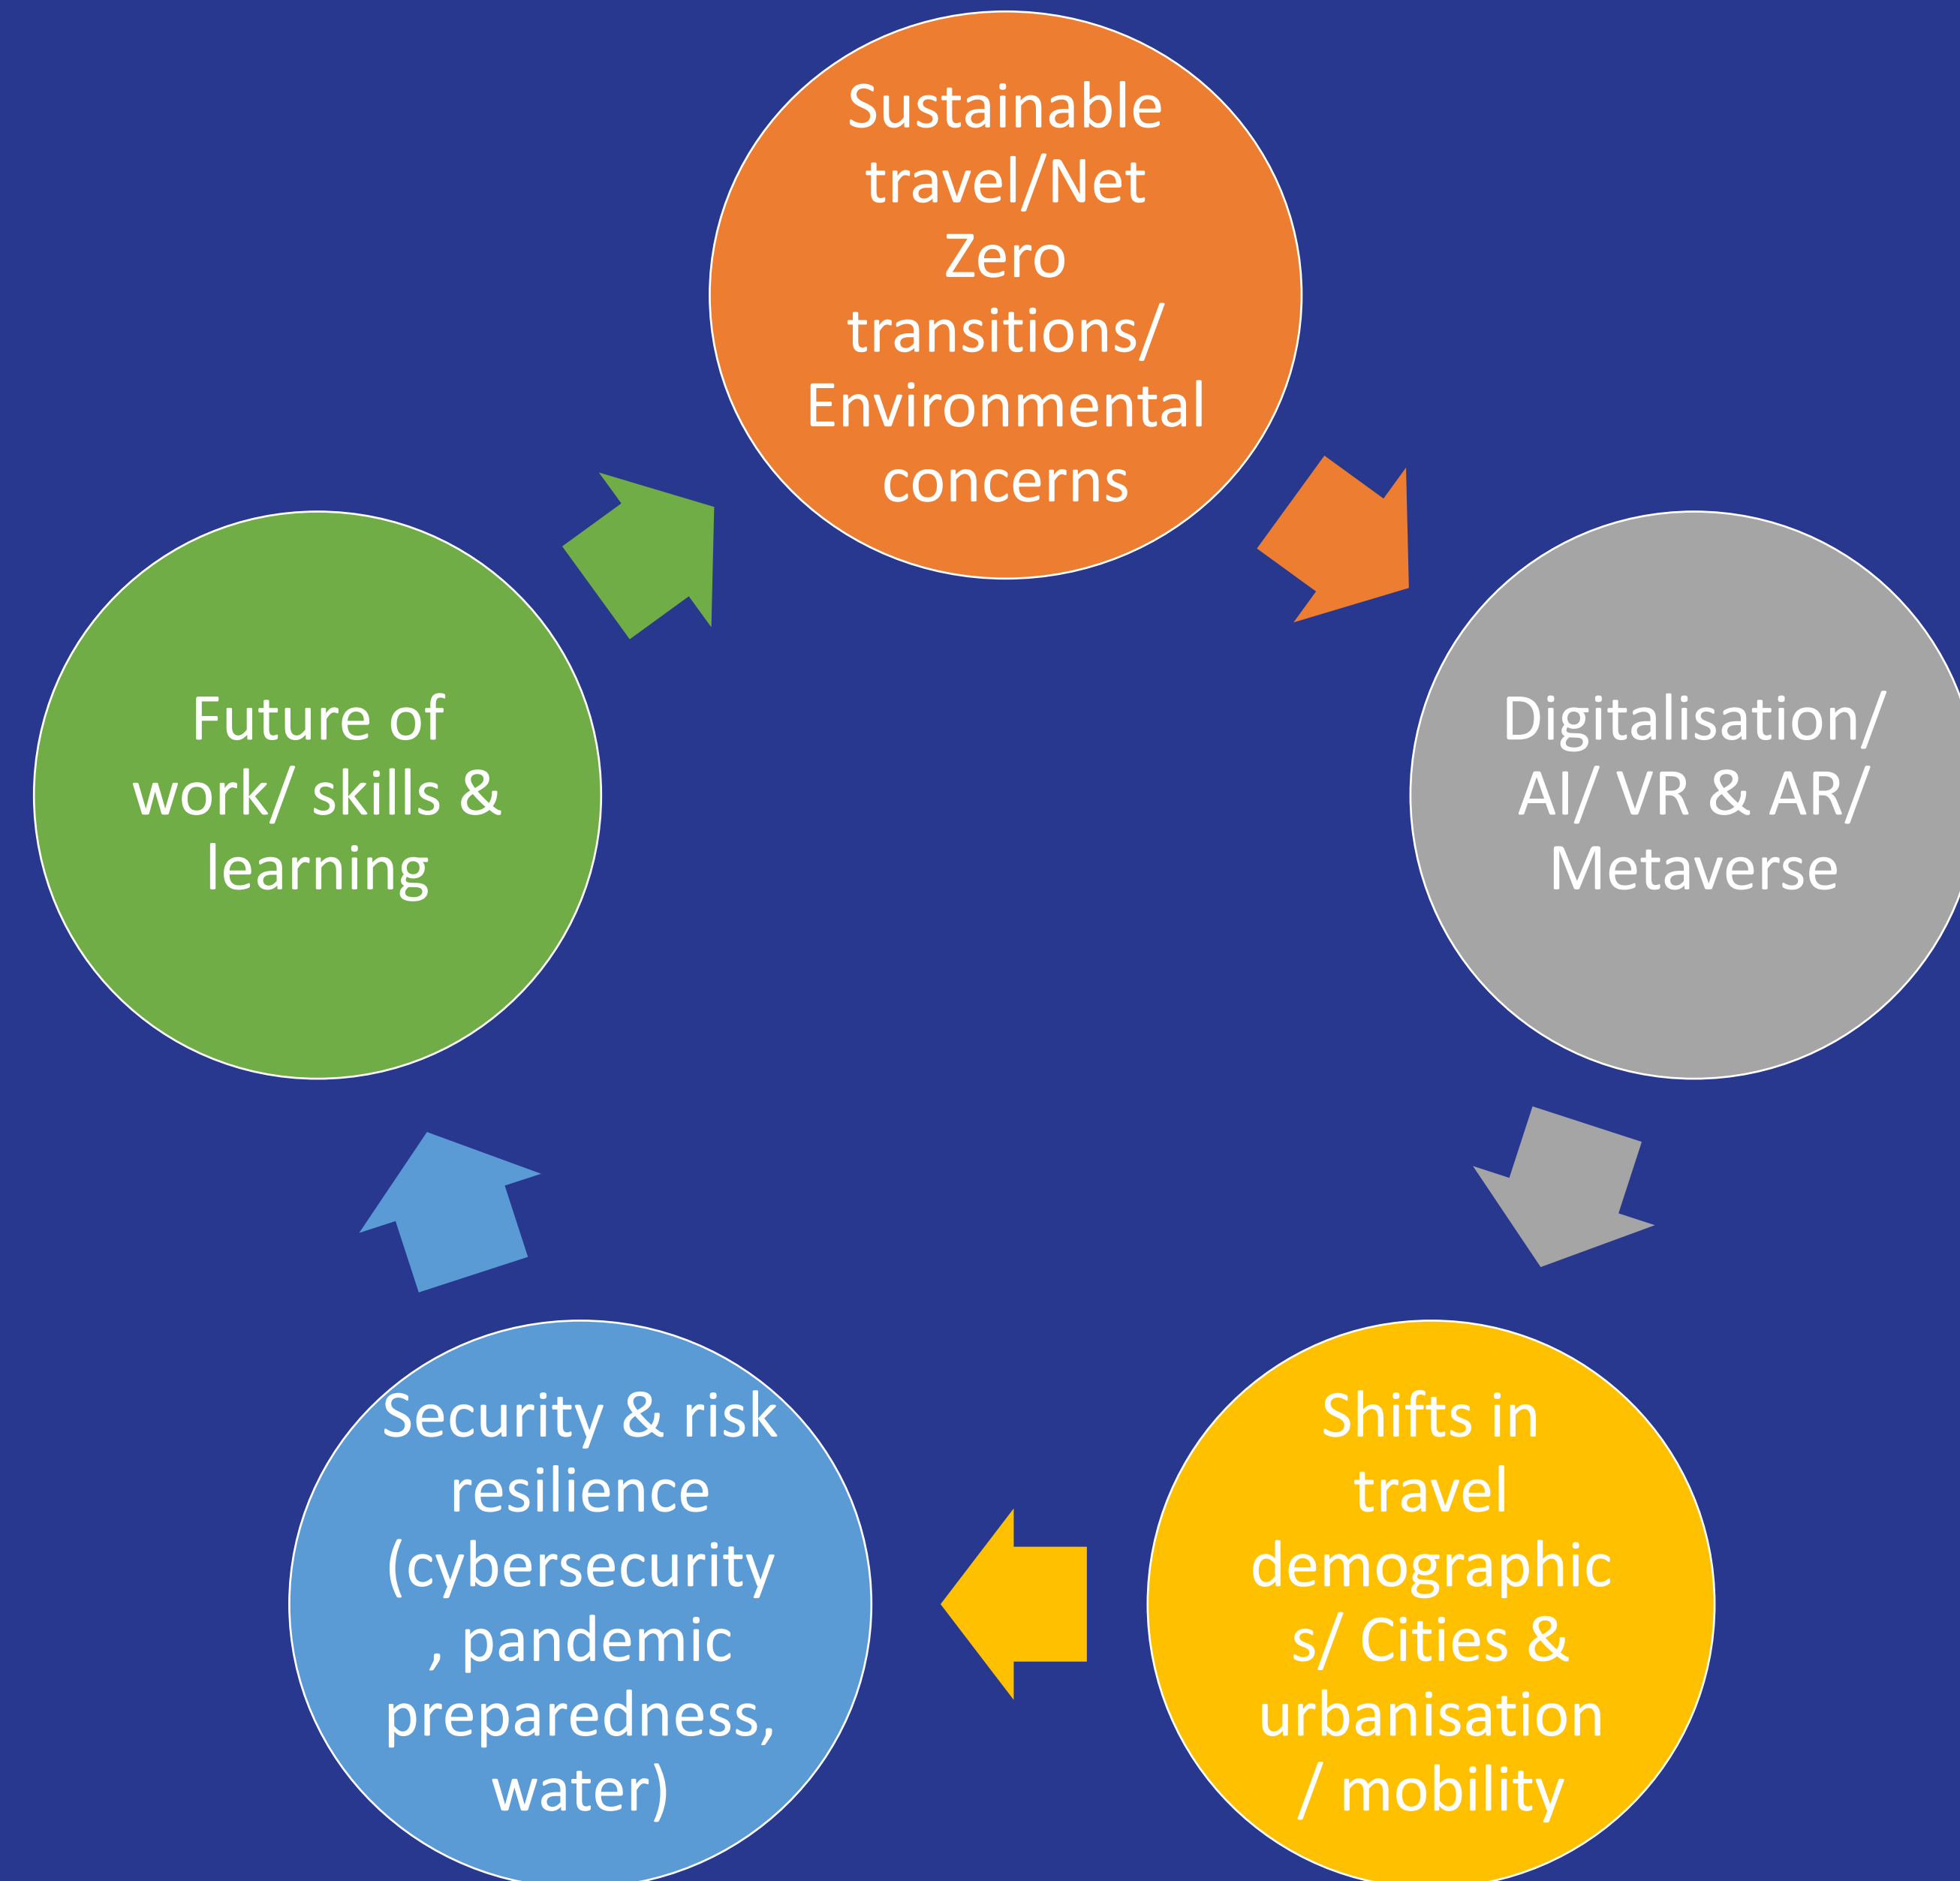 Sustainable
travel/Net
Zero
transitions/
Environmental
concerns
Digitalisation/
AI/ VR & AR/
Metaverse
Shifts in
travel
demographic
s/ Cities &
urbanisation
/ mobility
Security & risk
resilience
(cybersecurity
, pandemic
preparedness,
water)
Future of
work/ skills &
learning